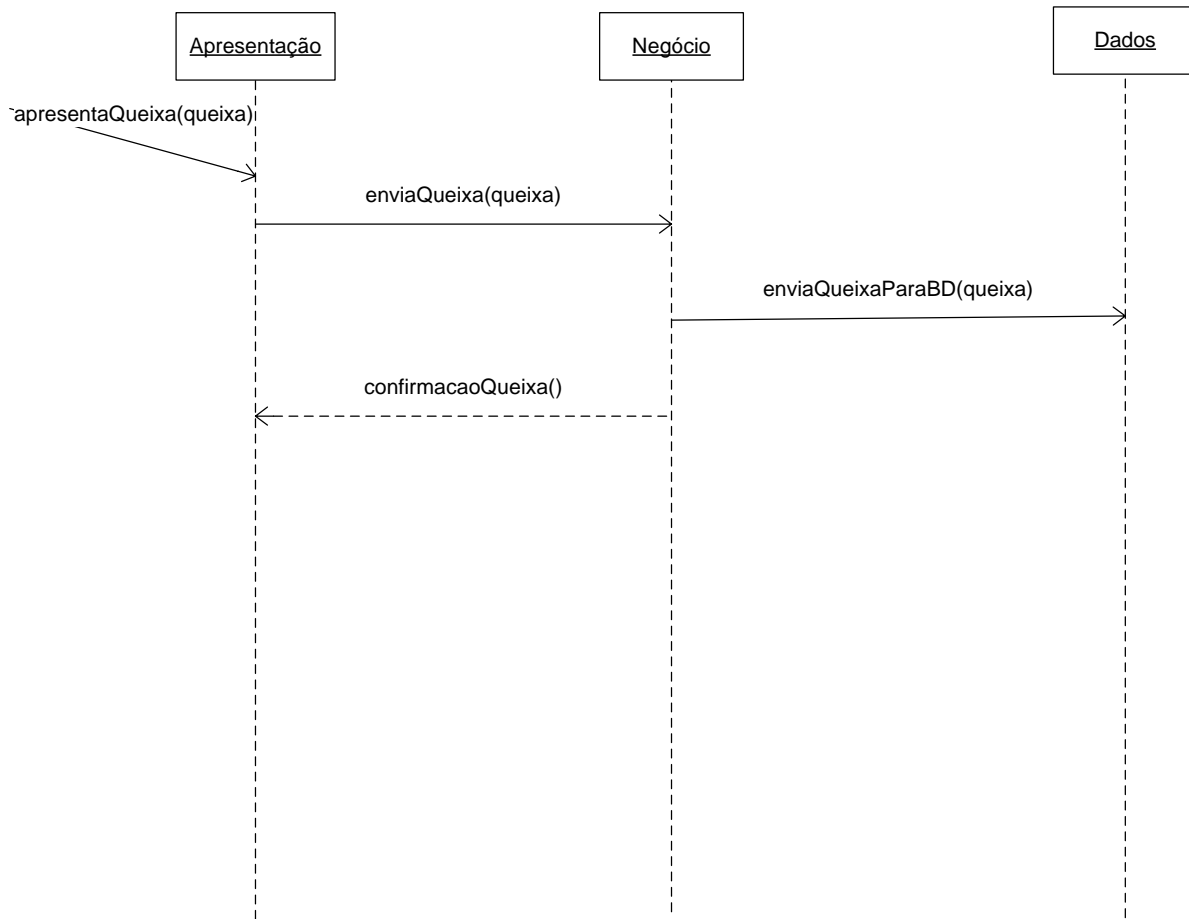 Apresentação
Negócio
Dados
apresentaQueixa(queixa)
enviaQueixa(queixa)
enviaQueixaParaBD(queixa)
confirmacaoQueixa()